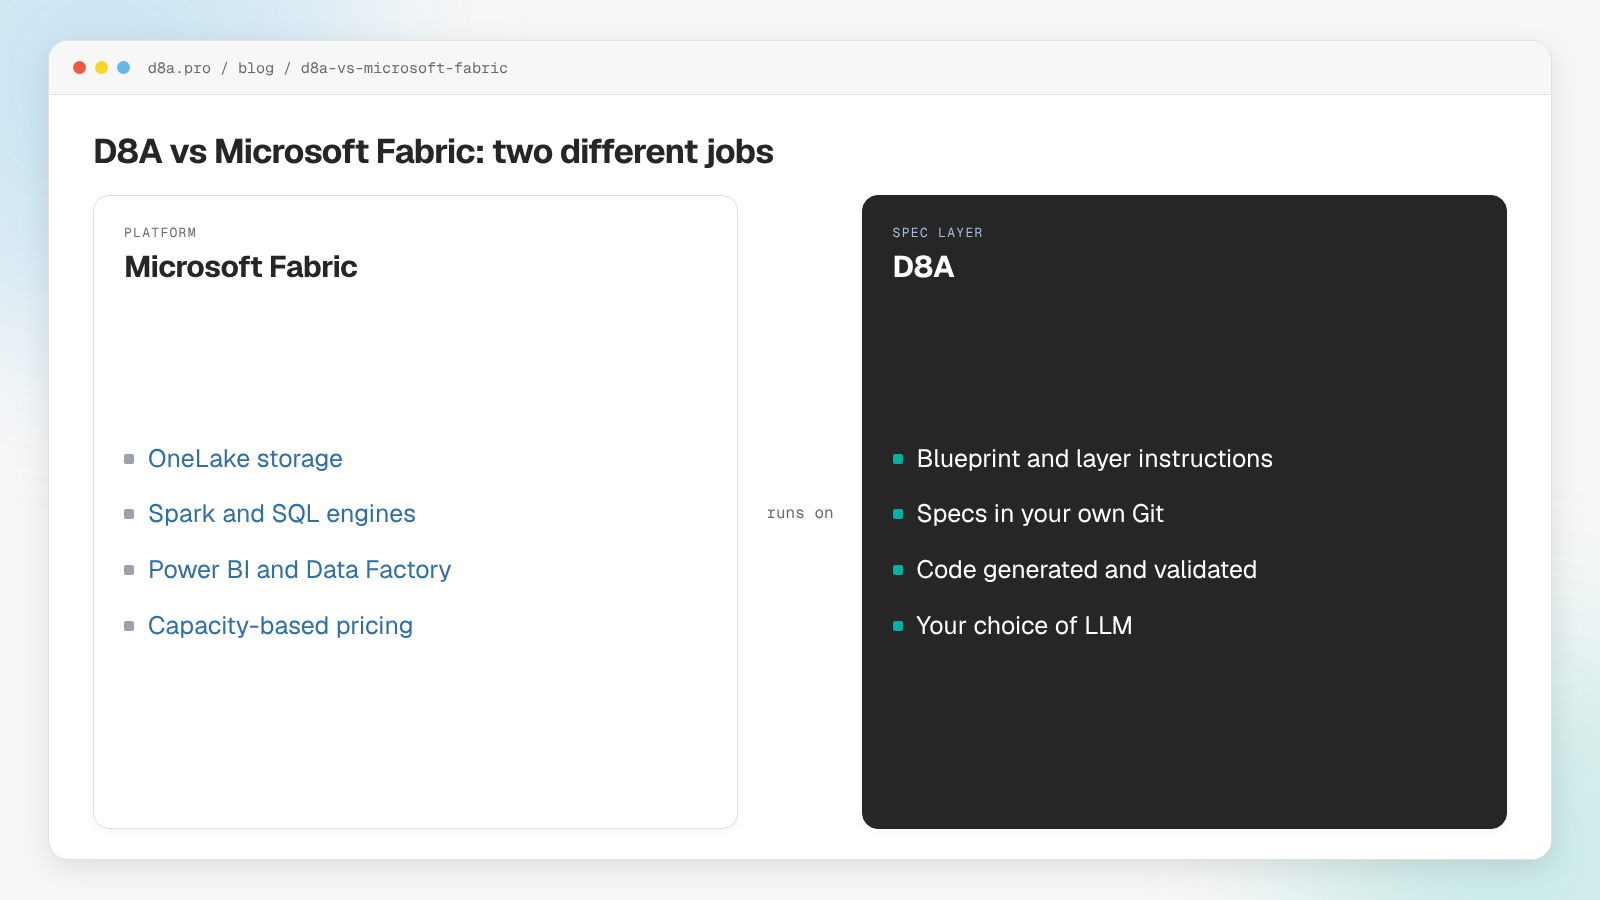 d8a.pro / blog / d8a-vs-microsoft-fabric
D8A vs Microsoft Fabric: two different jobs
PLATFORM
Microsoft Fabric
OneLake storage
Spark and SQL engines
Power BI and Data Factory
Capacity-based pricing
runs on
SPEC LAYER
D8A
Blueprint and layer instructions
Specs in your own Git
Code generated and validated
Your choice of LLM